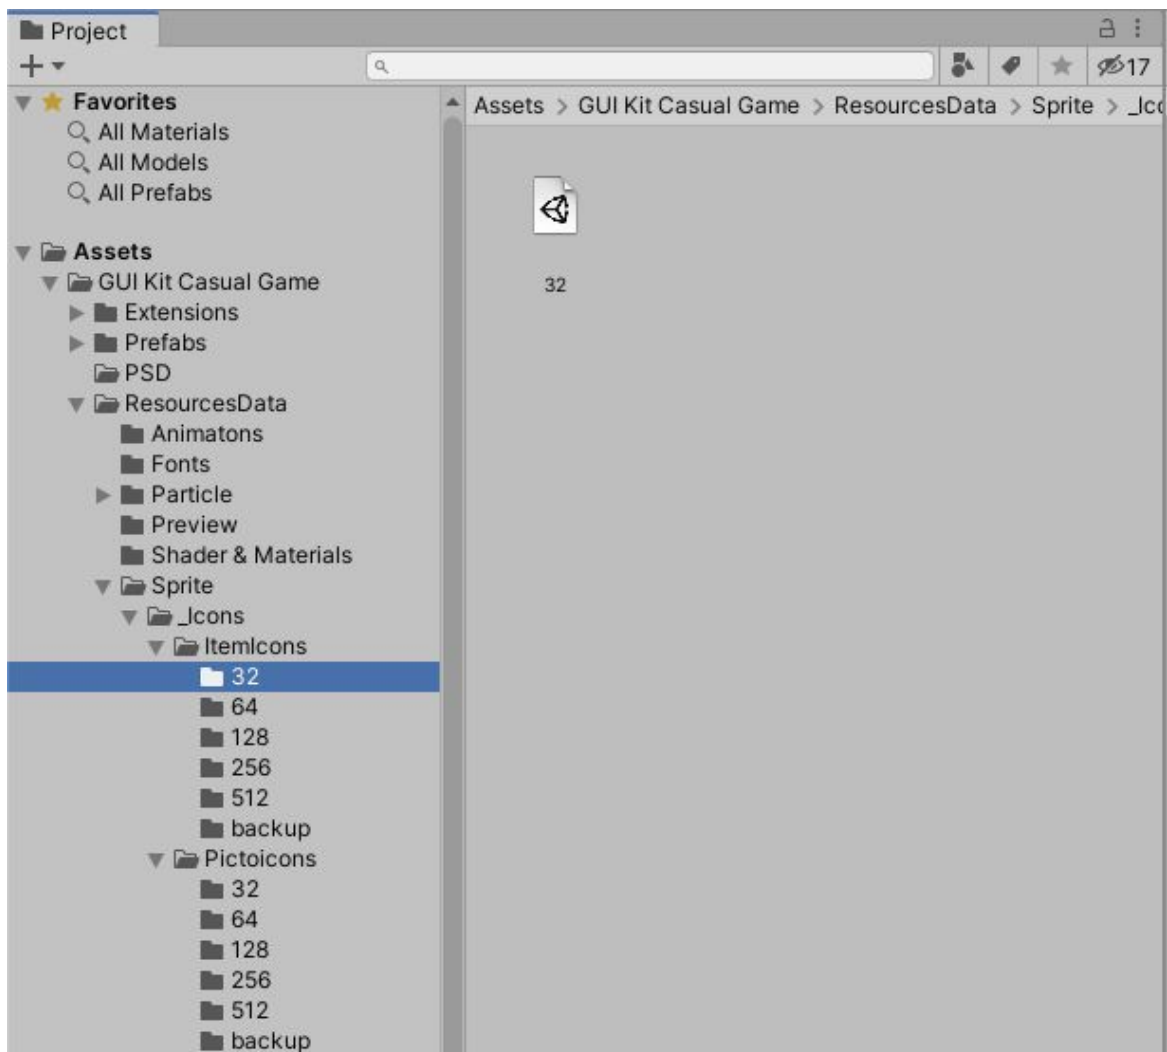 Project
17
Favorites
All Materials
All Models
All Prefabs
Assets
GUI Kit Casual Game
Extensions
Prefabs
PSD
ResourcesData
Animatons
Fonts
Particle
Preview
Shader & Materials
Sprite
_Icons
ItemIcons
32
64
128
256
512
backup
Pictoicons
32
64
128
256
512
backup
Assets > GUI Kit Casual Game > ResourcesData > Sprite > _Ico
32